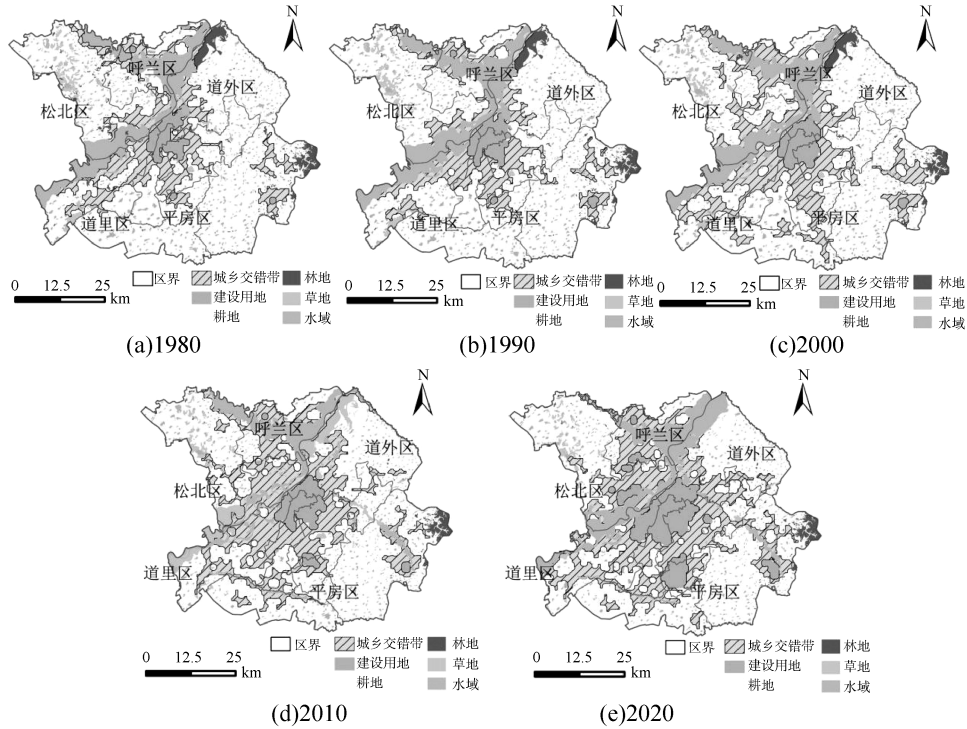 N
呼兰区
道外区
松北区
道里区
平房区
0 12.5 25
km
区界 城乡交错带 林地
建设用地 草地
耕地 水域
(a)1980
N
呼兰区
道外区
松北区
道里区
平房区
0 12.5 25
km
区界 城乡交错带 林地
建设用地 草地
耕地 水域
(b)1990
N
呼兰区
道外区
松北区
道里区
平房区
0 12.5 25
km
区界 城乡交错带 林地
建设用地 草地
耕地 水域
(c)2000
N
呼兰区
道外区
松北区
道里区
平房区
0 12.5 25
km
区界 城乡交错带 林地
建设用地 草地
耕地 水域
(d)2010
N
呼兰区
道外区
松北区
道里区
平房区
0 12.5 25
km
区界 城乡交错带 林地
建设用地 草地
耕地 水域
(e)2020